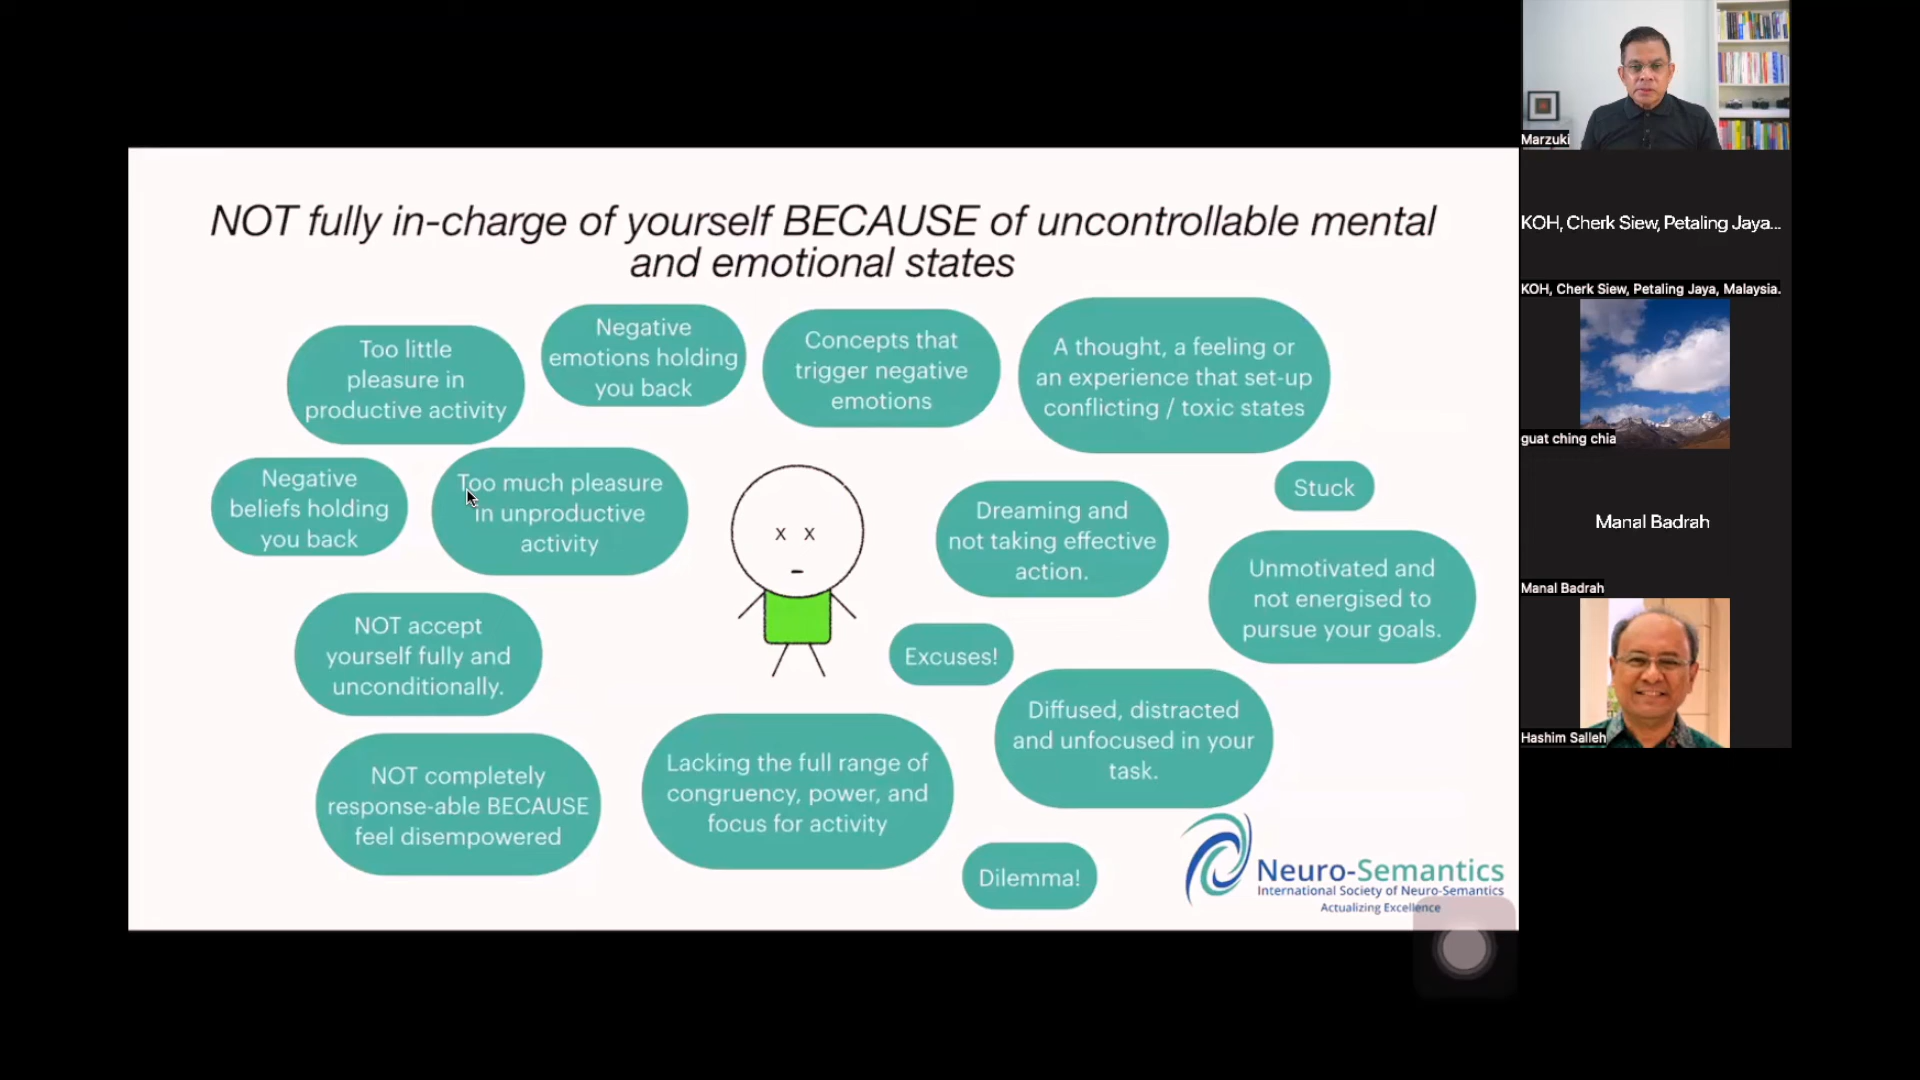 NOT fully in-charge of yourself BECAUSE of uncontrollable mental
and emotional states
Too little
pleasure in
productive activity
Negative
emotions holding
you back
Concepts that
trigger negative
emotions
A thought, a feeling or
an experience that set-up
conflicting / toxic states
Negative
beliefs holding
you back
Too much pleasure
in unproductive
activity
x x
Dreaming and
not taking effective
action.
Stuck
Unmotivated and
not energised to
pursue your goals.
NOT accept
yourself fully and
unconditionally.
Excuses!
Diffused, distracted
and unfocused in your
task.
NOT completely
response-able BECAUSE
feel disempowered
Lacking the full range of
congruency, power, and
focus for activity
Dilemma!
Neuro-Semantics
International Society of Neuro-Semantics
Actualizing Excellence
Marzuki
KOH, Cherk Siew, Petaling Jaya...
KOH, Cherk Siew, Petaling Jaya, Malaysia.
guat ching chia
Manal Badrah
Manal Badrah
Hashim Salleh